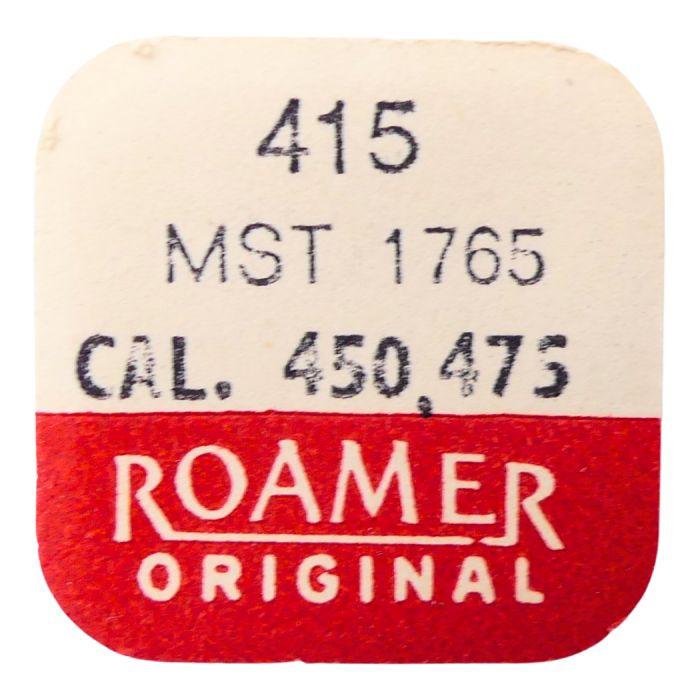 415
MST 1765
CAL. 450,475
ROAMER
ORIGINAL